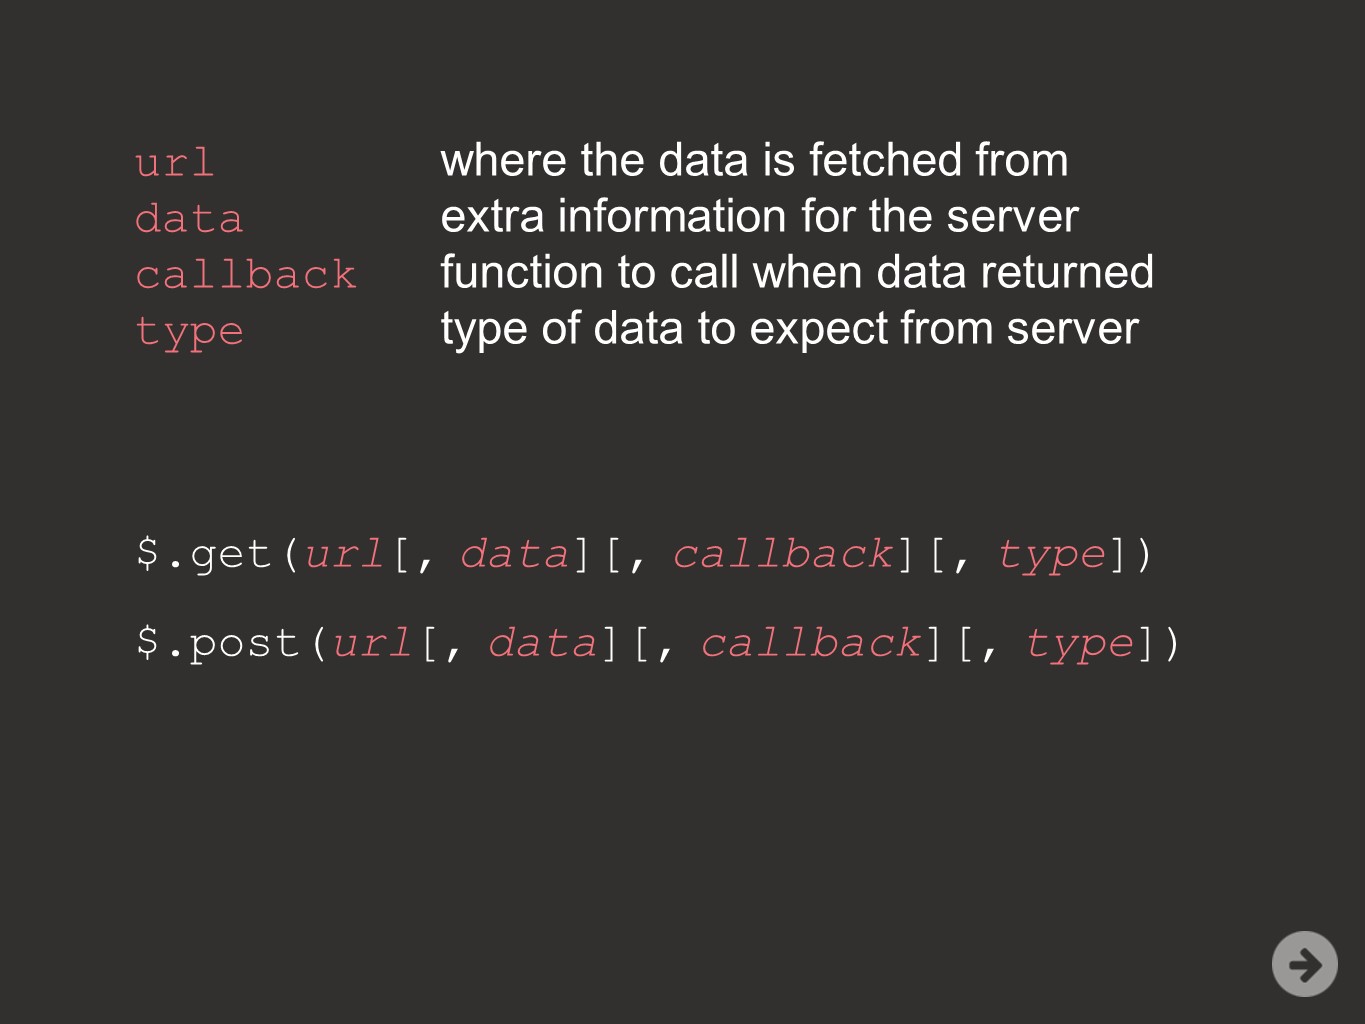 url where the data is fetched from
data extra information for the server
callback function to call when data returned
type type of data to expect from server
$.get(url[, data][, callback][, type])
$.post(url[, data][, callback][, type])